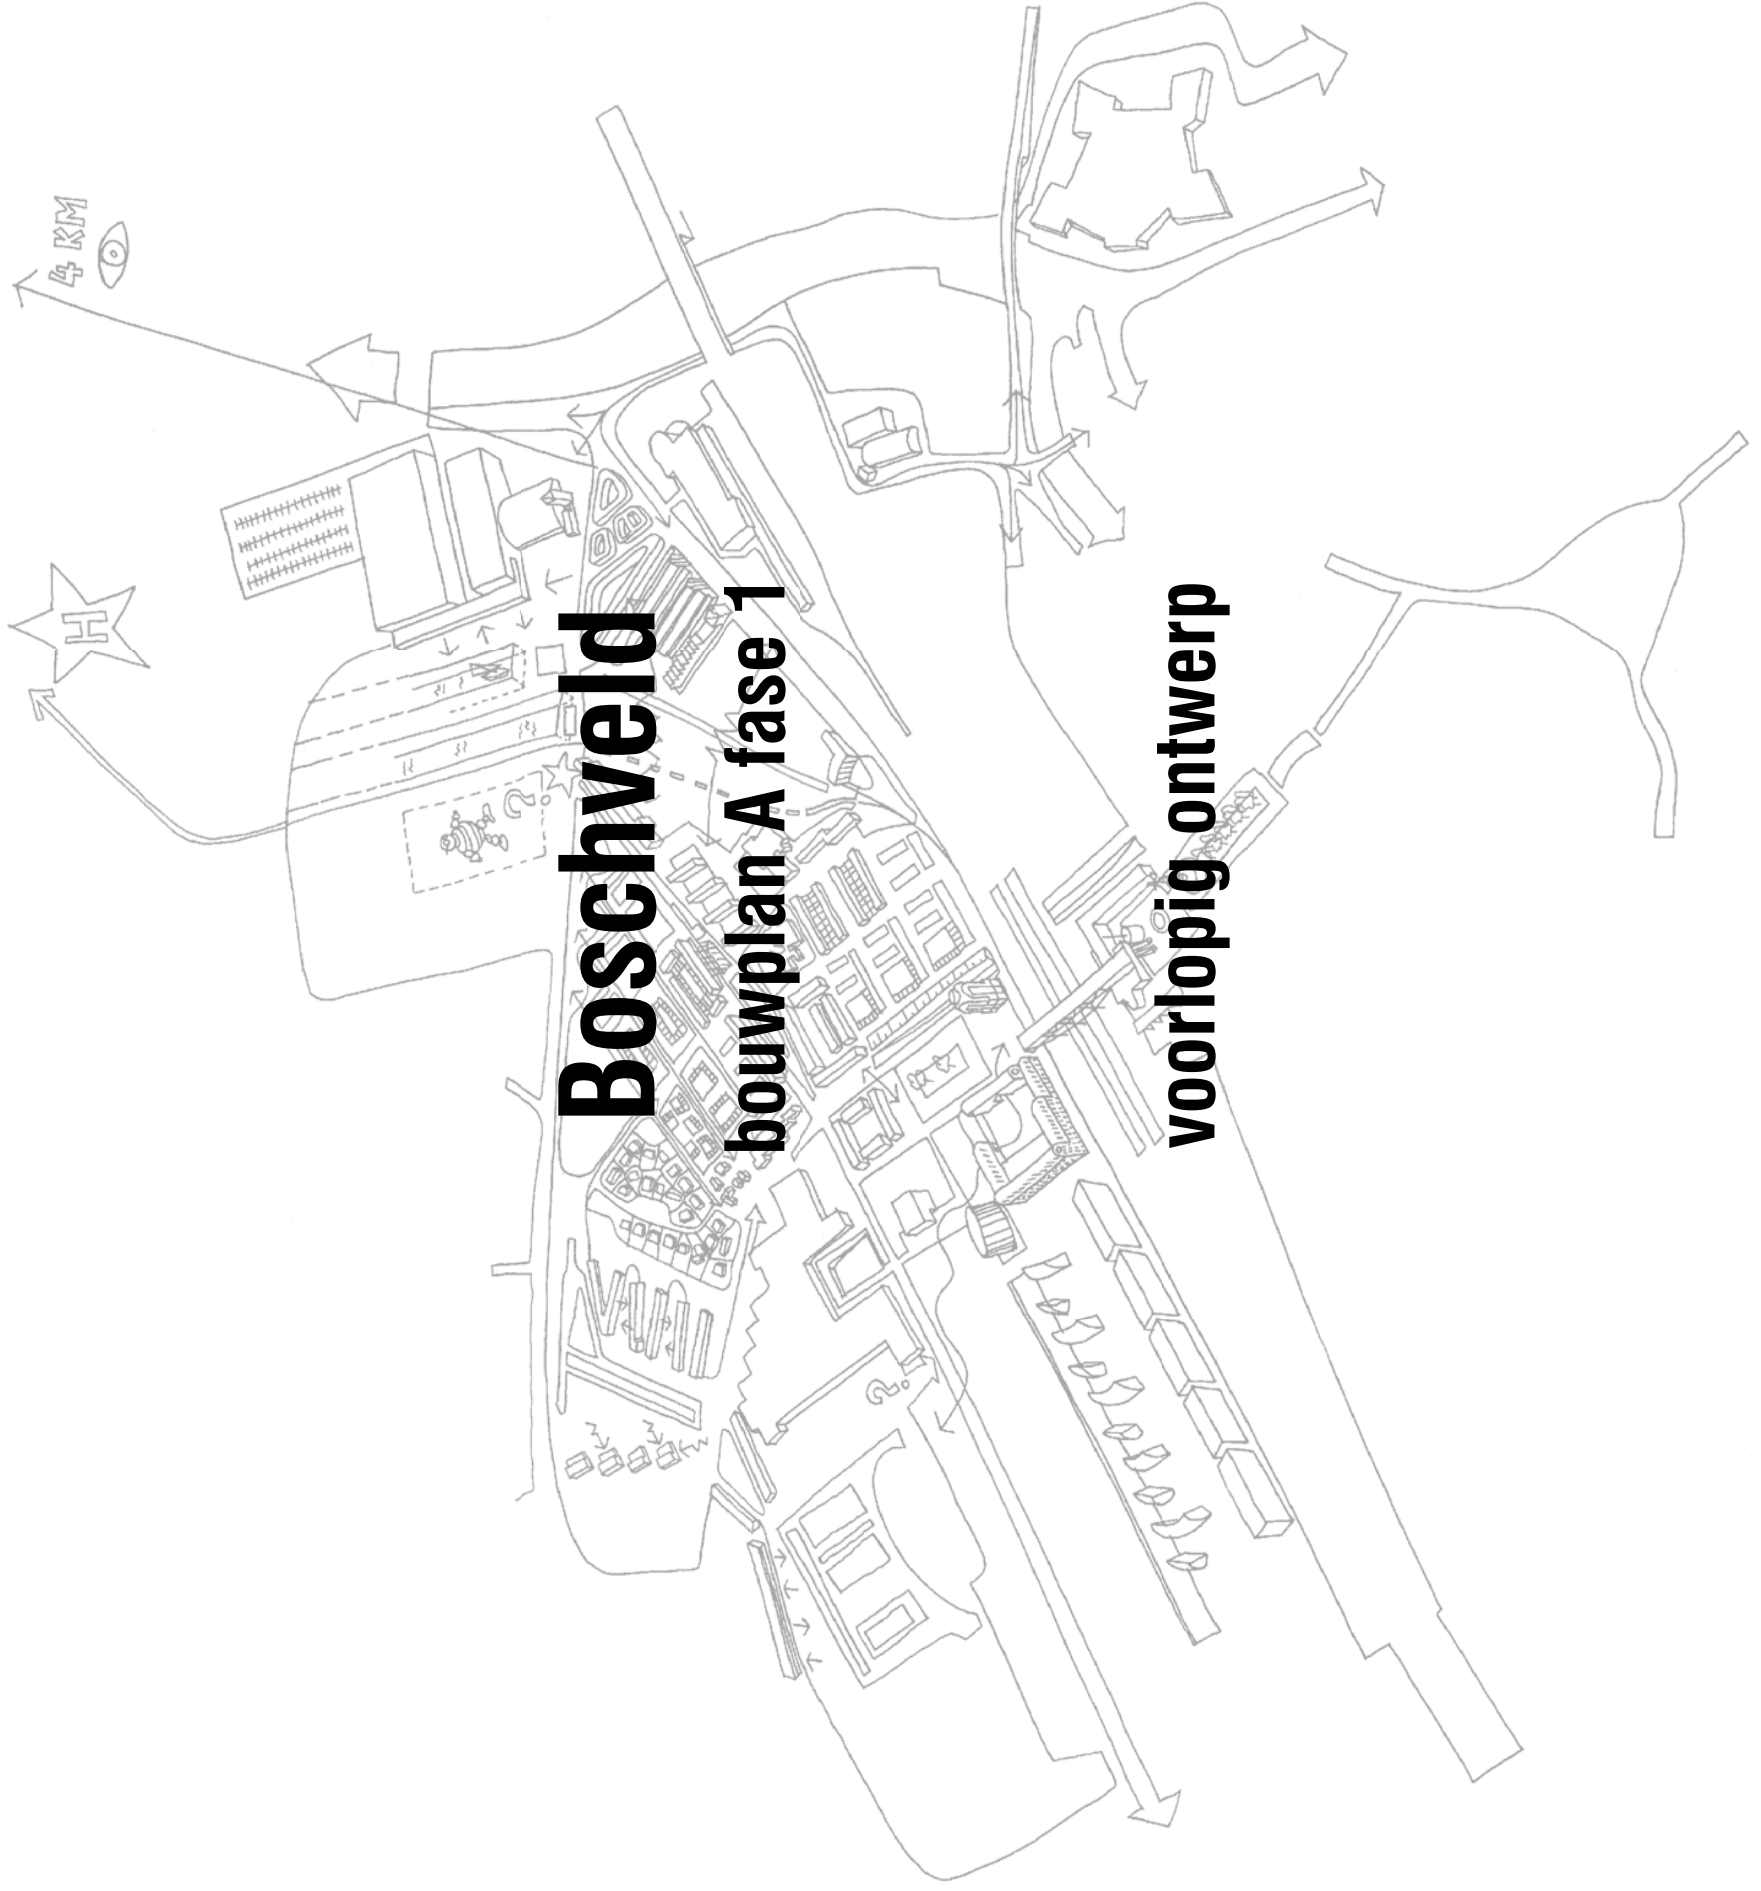 Boschveld
bouwplan A fase 1
voorlopig ontwerp
4 KM
H
?
?